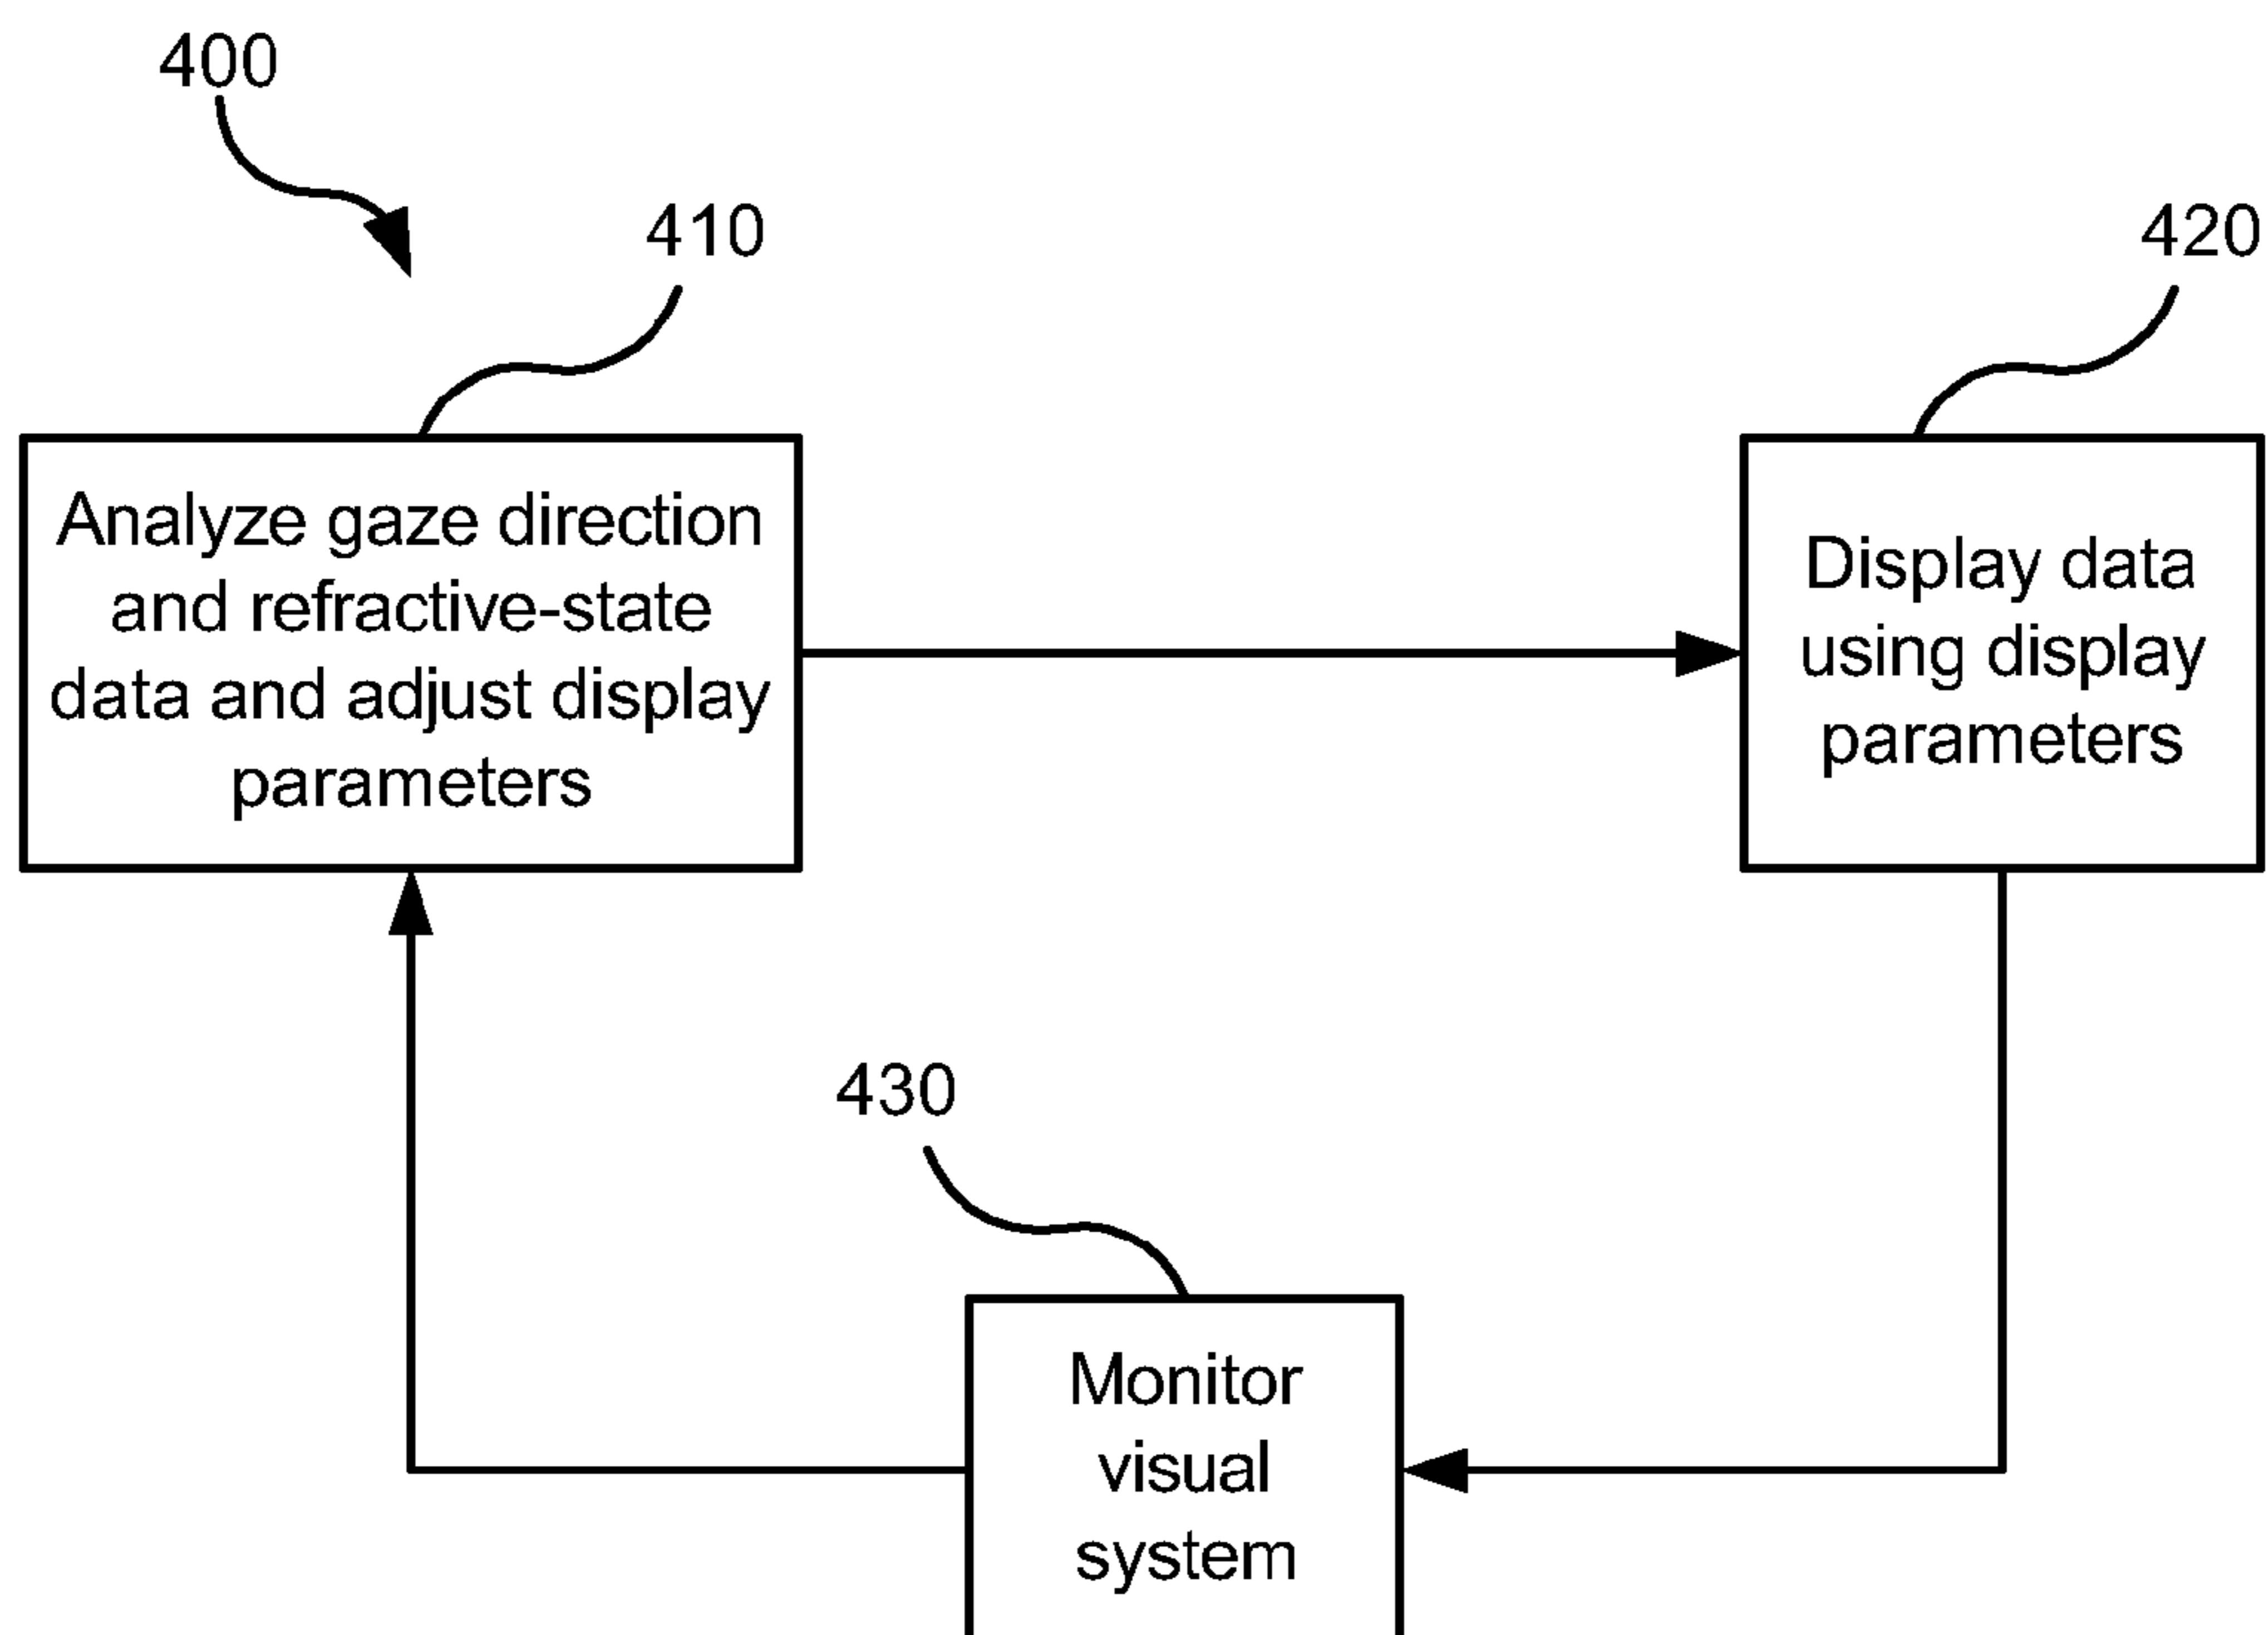 400
410
420
Analyze gaze direction
and refractive-state
data and adjust display
parameters
Display data
using display
parameters
430
Monitor
visual
system